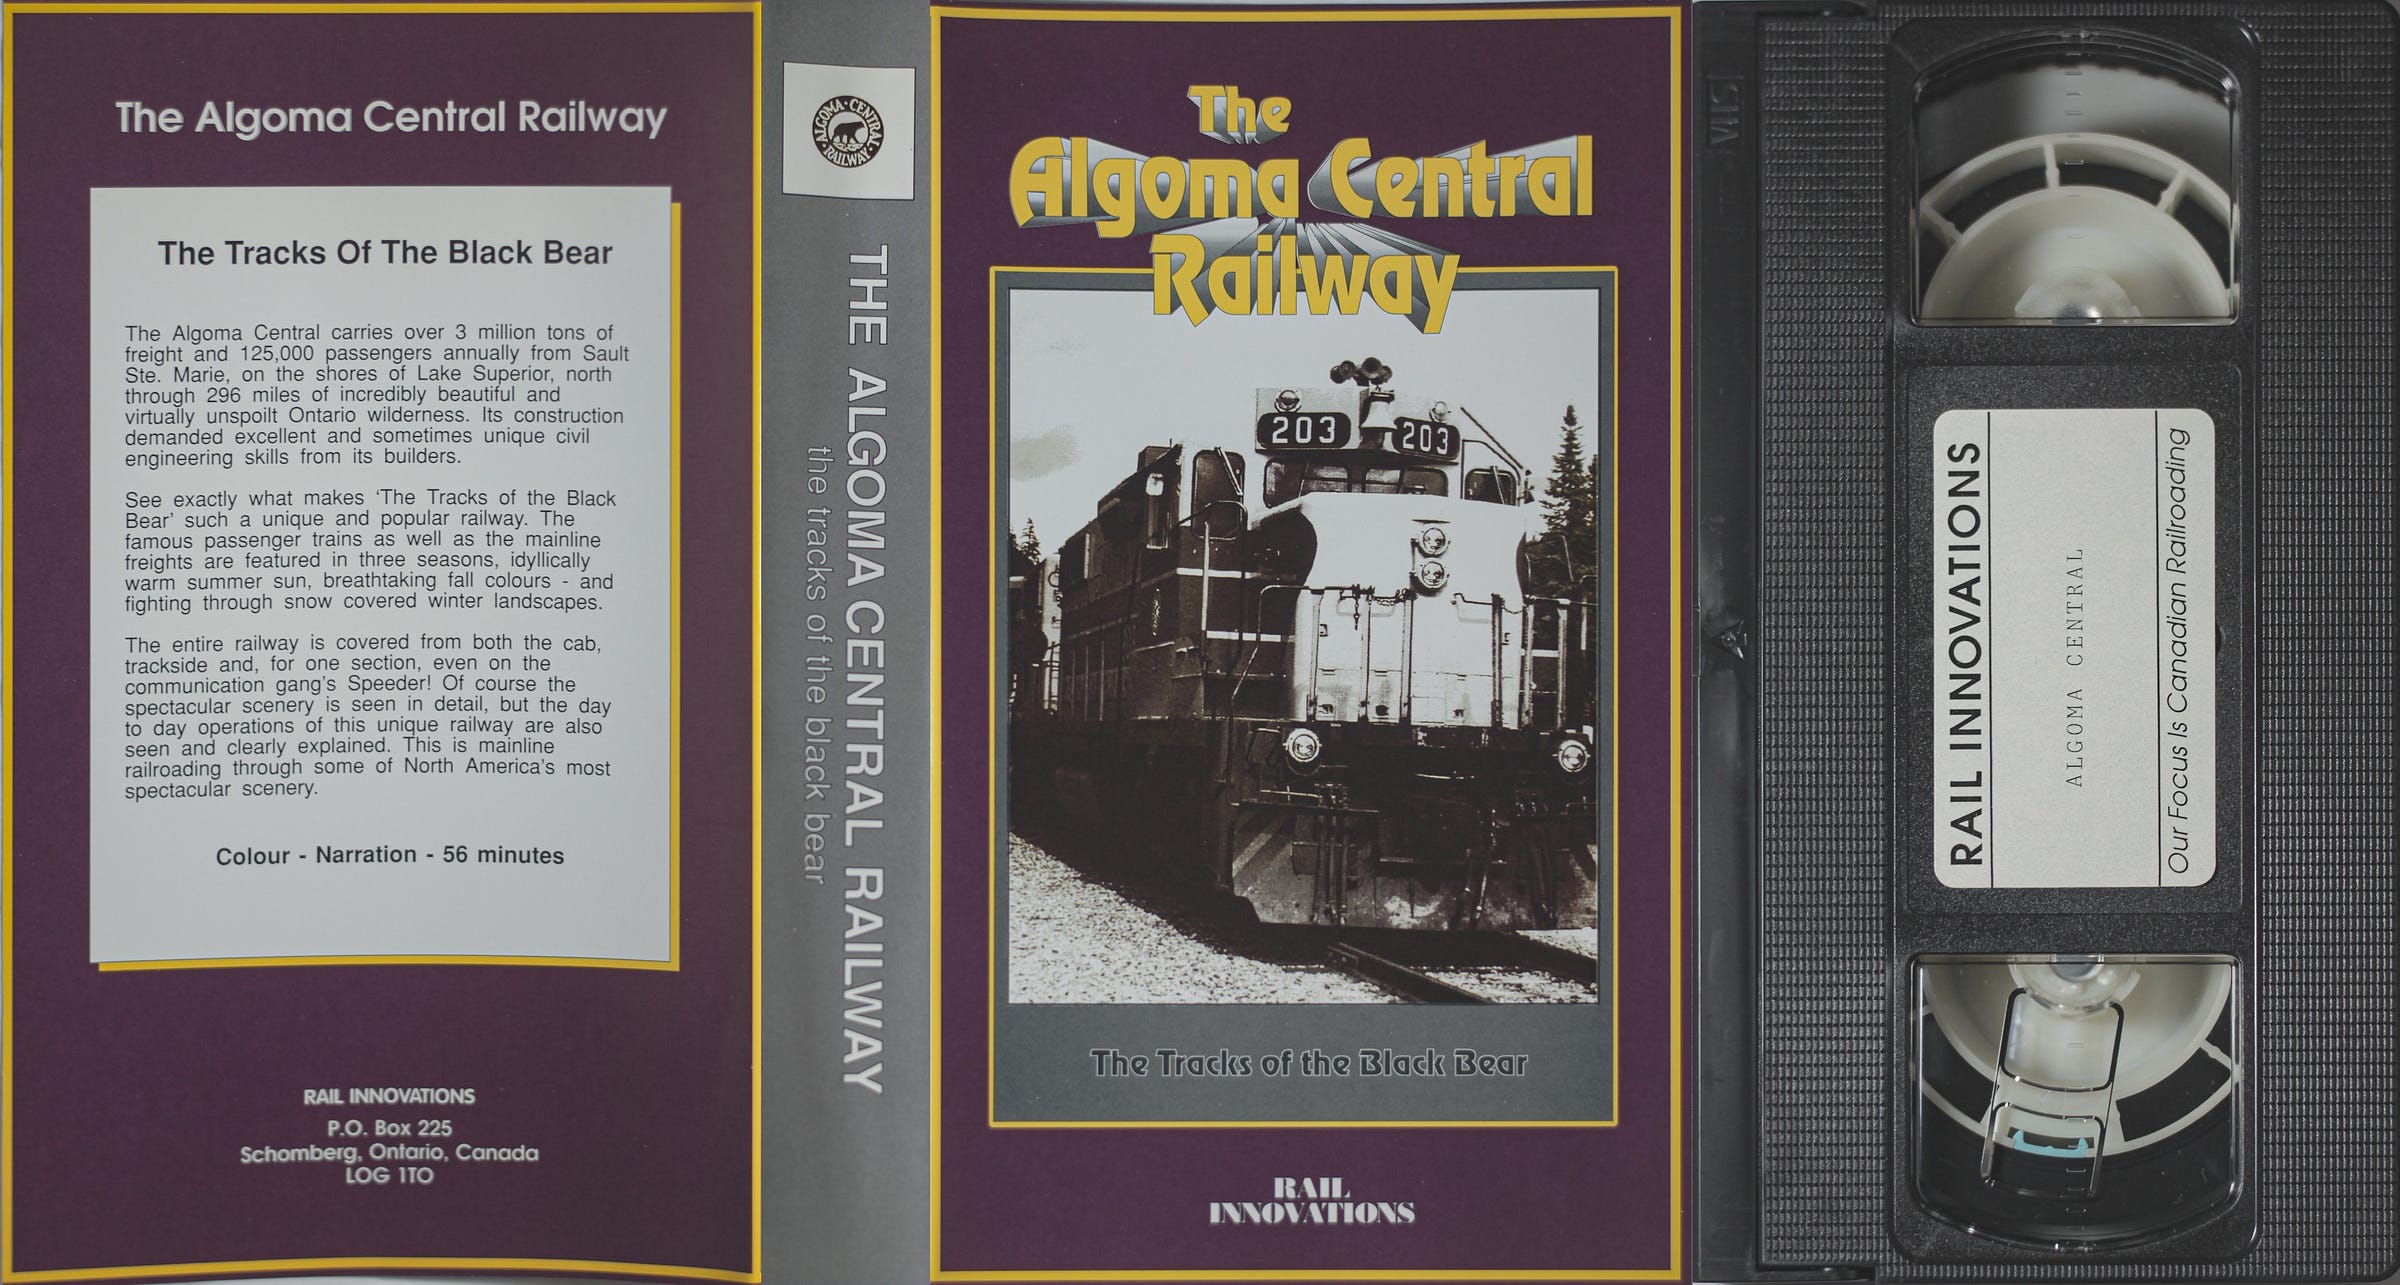 The Algoma Central Railway
The Tracks Of The Black Bear
The Algoma Central carries over 3 million tons of
freight and 125,000 passengers annually from Sault
Ste. Marie, on the shores of Lake Superior, north
through 296 miles of incredibly beautiful and
virtually unspoilt Ontario wilderness. Its construction
demanded excellent and sometimes unique civil
engineering skills from its builders.
See exactly what makes 'The Tracks of the Black
Bear' such a unique and popular railway. The
famous passenger trains as well as the mainline
freights are featured in three seasons, idyllically
warm summer sun, breathtaking fall colours - and
fighting through snow covered winter landscapes.
The entire railway is covered from both the cab,
trackside and, for one section, even on the
communication gang's Speeder! Of course the
spectacular scenery is seen in detail, but the day
to day operations of this unique railway are also
seen and clearly explained. This is mainline
railroading through some of North America's most
spectacular scenery.
Colour - Narration - 56 minutes
RAIL INNOVATIONS
P.O. Box 225
Schomberg, Ontario, Canada
LOG 1TO
ALGOMA · CENTRAL
· RAILWAY ·
THE ALGOMA CENTRAL RAILWAY
the tracks of the black bear
The
Algoma Central
Railway
203 203
The Tracks of the Black Bear
RAIL
INNOVATIONS
VHS
RAIL INNOVATIONS
ALGOMA CENTRAL
Our Focus Is Canadian Railroading